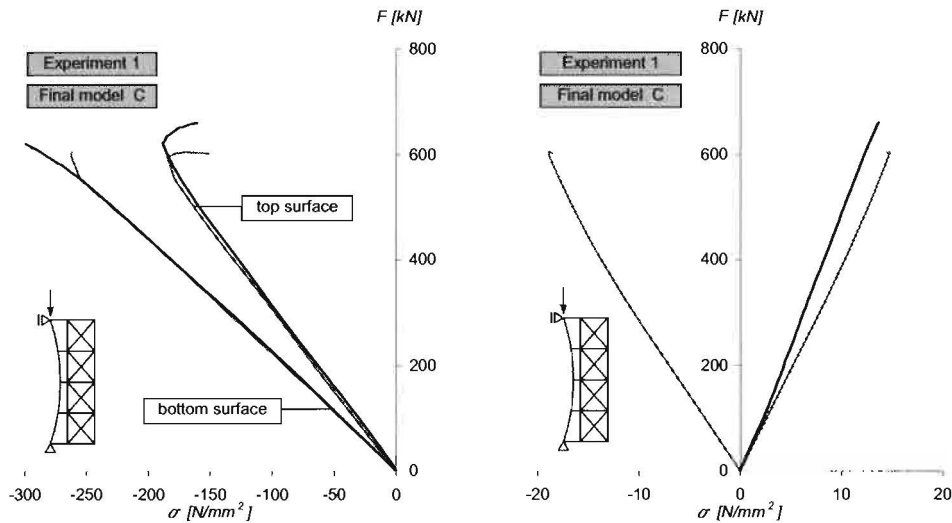 F [kN]
800
Experiment 1
Final model C
600
top surface
400
200
bottom surface
0
-300 -250 -200 -150 -100 -50 0
σ [N/mm²]
F [kN]
800
Experiment 1
Final model C
600
400
200
0
-20 -10 0 10 20
σ [N/mm²]